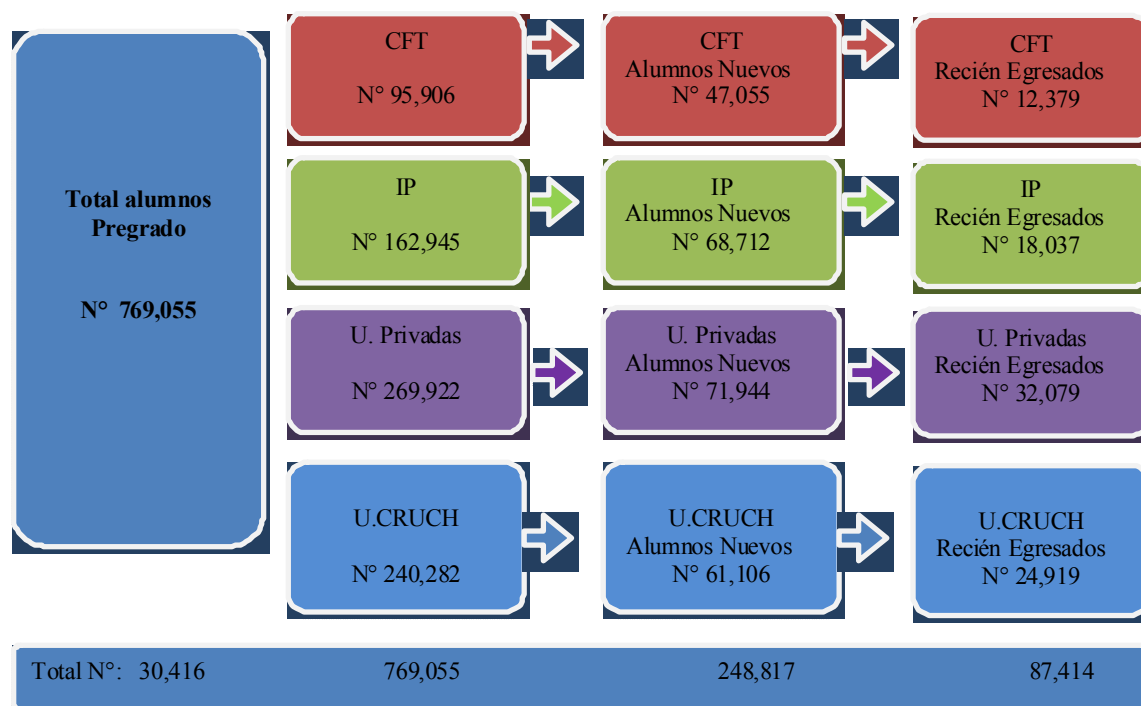 Total alumnos
Pregrado
N° 769,055
CFT
N° 95,906
CFT
Alumnos Nuevos
N° 47,055
CFT
Recién Egresados
N° 12,379
IP
N° 162,945
IP
Alumnos Nuevos
N° 68,712
IP
Recién Egresados
N° 18,037
U. Privadas
N° 269,922
U. Privadas
Alumnos Nuevos
N° 71,944
U. Privadas
Recién Egresados
N° 32,079
U.CRUCH
N° 240,282
U.CRUCH
Alumnos Nuevos
N° 61,106
U.CRUCH
Recién Egresados
N° 24,919
Total N°: 30,416 769,055 248,817 87,414